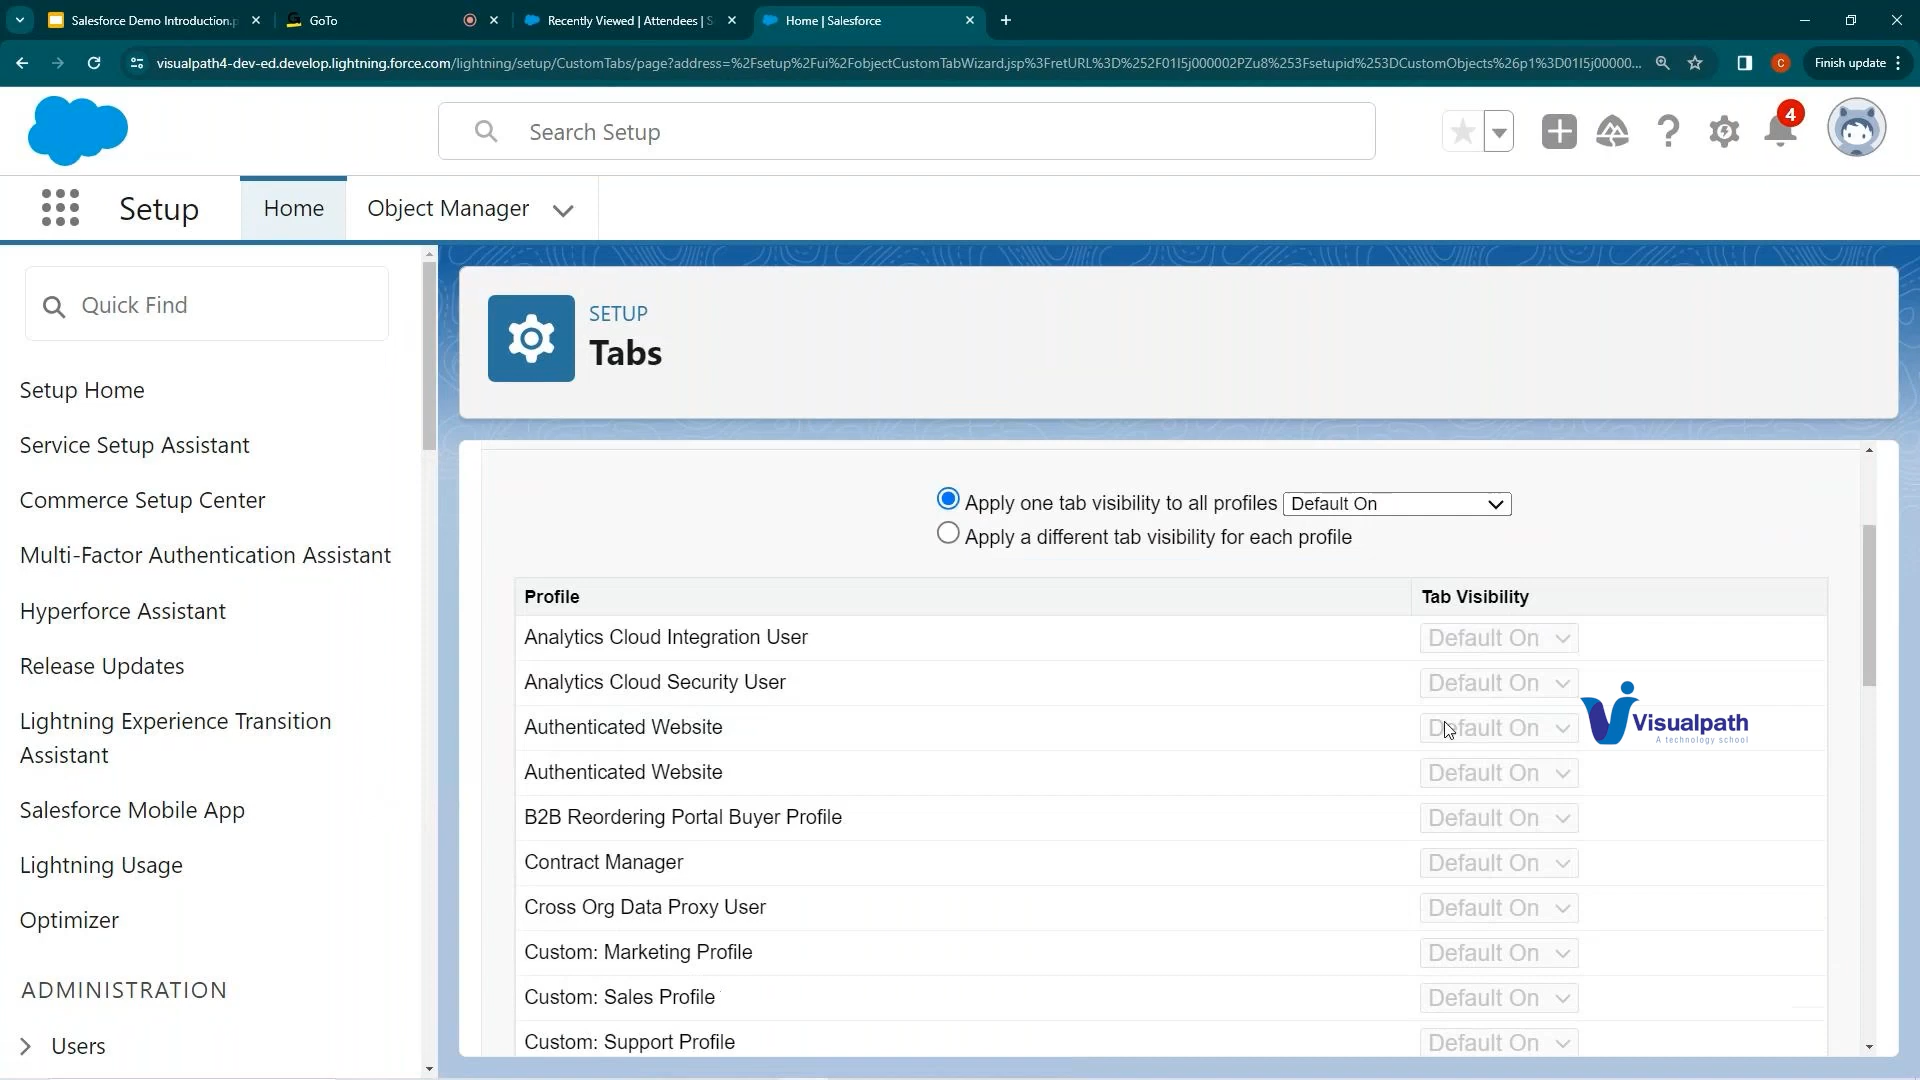 Salesforce Demo Introduction.p
GoTo
Recently Viewed | Attendees | S
Home | Salesforce
visualpath4-dev-ed.develop.lightning.force.com/lightning/setup/CustomTabs/page?address=%2Fsetup%2Fui%2FobjectCustomTabWizard.jsp%3FretURL%3D%252F01I5j000002PZu8%253Fsetupid%253DCustomObjects%26p1%3D01I5j00000...
Finish update
Search Setup
4
Setup
Home
Object Manager
Quick Find
Setup Home
Service Setup Assistant
Commerce Setup Center
Multi-Factor Authentication Assistant
Hyperforce Assistant
Release Updates
Lightning Experience Transition
Assistant
Salesforce Mobile App
Lightning Usage
Optimizer
ADMINISTRATION
Users
SETUP
Tabs
Apply one tab visibility to all profiles Default On
Apply a different tab visibility for each profile
Profile Tab Visibility
Analytics Cloud Integration User Default On
Analytics Cloud Security User Default On
Authenticated Website Default On
Authenticated Website Default On
B2B Reordering Portal Buyer Profile Default On
Contract Manager Default On
Cross Org Data Proxy User Default On
Custom: Marketing Profile Default On
Custom: Sales Profile Default On
Custom: Support Profile Default On
Visualpath
A technology school
C